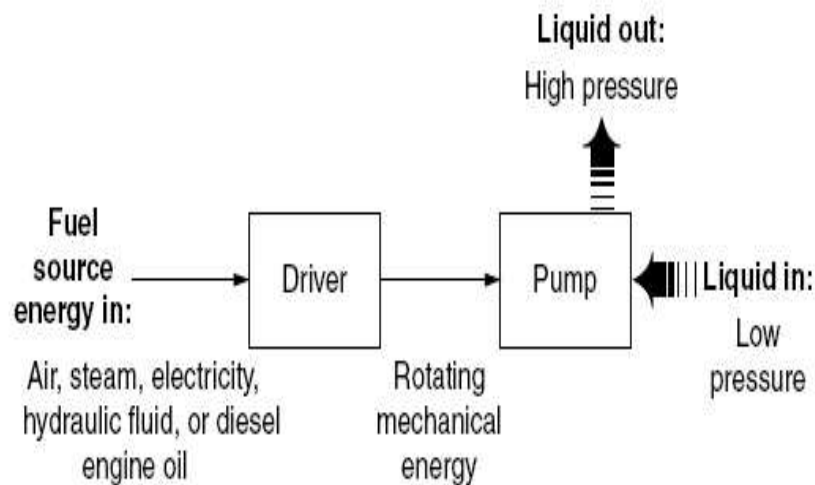 Liquid out:
High pressure
Fuel
source
energy in:
Driver
Pump
Liquid in:
Low
pressure
Air, steam, electricity,
hydraulic fluid, or diesel
engine oil
Rotating
mechanical
energy